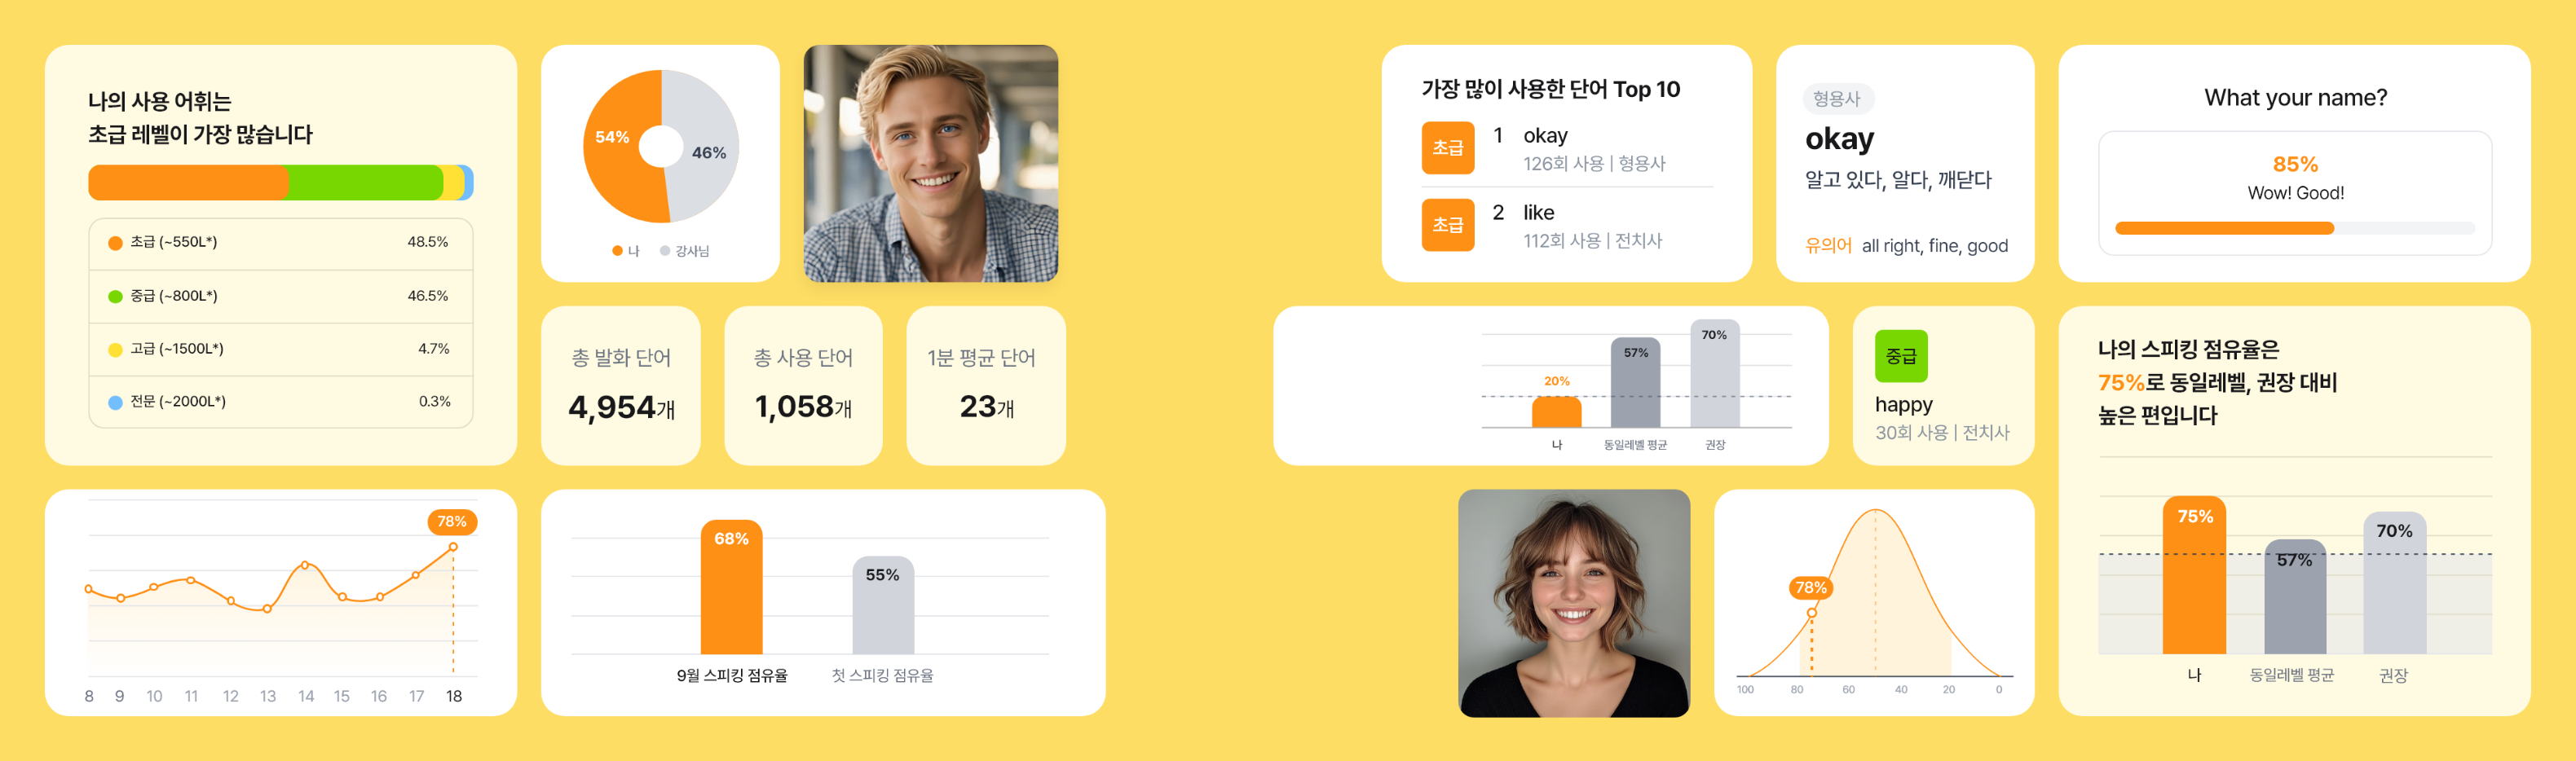 나의 사용 어휘는
초급 레벨이 가장 많습니다
초급 (~550L*) 48.5%
중급 (~800L*) 46.5%
고급 (~1500L*) 4.7%
전문 (~2000L*) 0.3%
54%
46%
나 강사님
총 발화 단어
4,954개
총 사용 단어
1,058개
1분 평균 단어
23개
78%
8 9 10 11 12 13 14 15 16 17 18
68%
55%
9월 스피킹 점유율 첫 스피킹 점유율
가장 많이 사용한 단어 Top 10
초급 1 okay
126회 사용 | 형용사
초급 2 like
112회 사용 | 전치사
형용사
okay
알고 있다, 알다, 깨닫다
유의어 all right, fine, good
What your name?
85%
Wow! Good!
20%
57%
70%
나 동일레벨 평균 권장
중급
happy
30회 사용 | 전치사
78%
100 80 60 40 20 0
나의 스피킹 점유율은
75%로 동일레벨, 권장 대비
높은 편입니다
75%
57%
70%
나 동일레벨 평균 권장